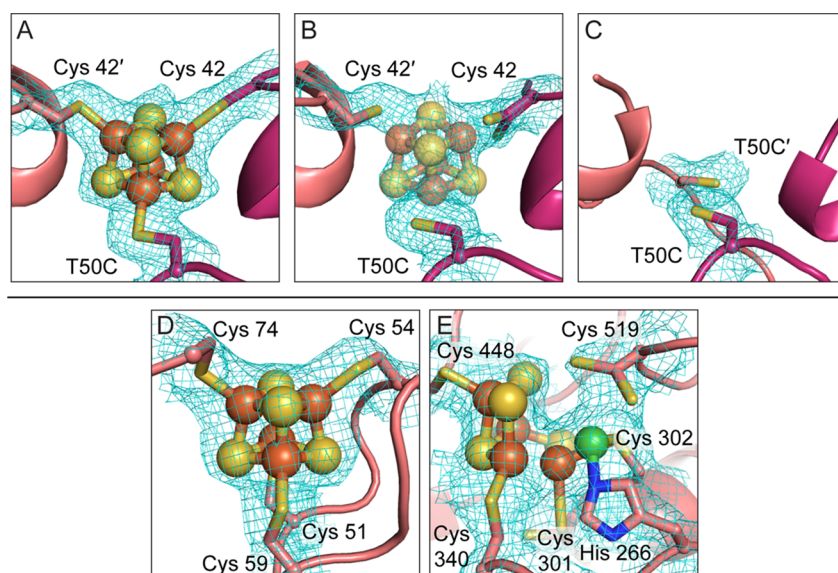 A
Cys 42′
Cys 42
T50C
B
Cys 42′
Cys 42
T50C
C
T50C′
T50C
D
Cys 74
Cys 54
Cys 51
Cys 59
E
Cys 519
Cys 448
Cys 302
Cys
340
Cys
301
His 266